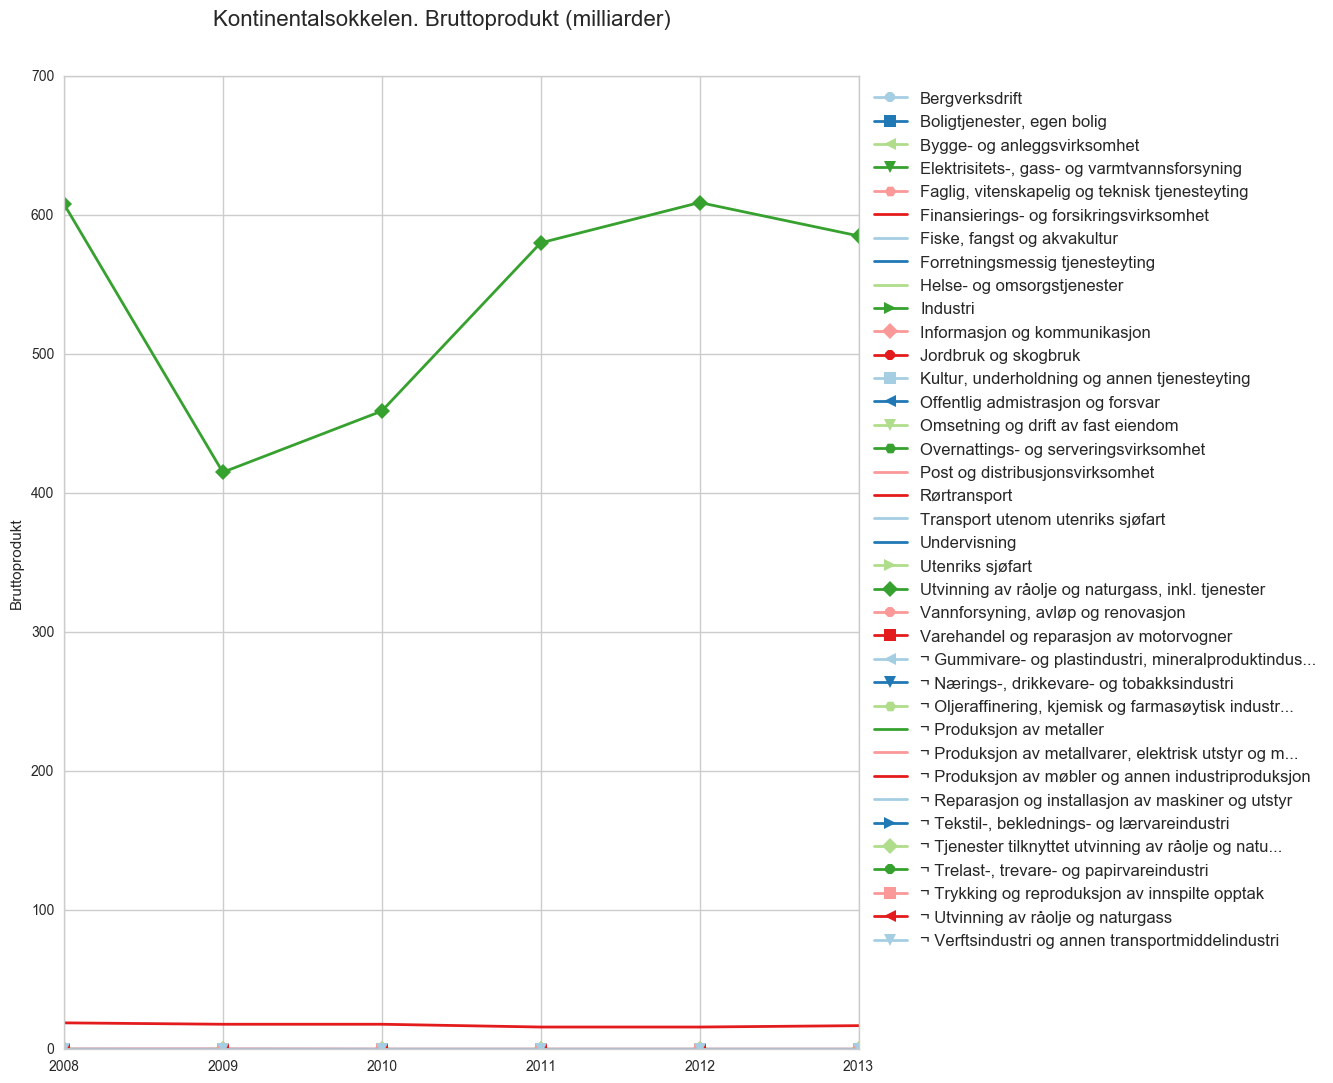 Kontinentalsokkelen. Bruttoprodukt (milliarder)
700
600
500
400
300
200
100
0
Bruttoprodukt
2008
2009
2010
2011
2012
2013
Bergverksdrift
Boligtjenester, egen bolig
Bygge- og anleggsvirksomhet
Elektrisitets-, gass- og varmtvannsforsyning
Faglig, vitenskapelig og teknisk tjenesteyting
Finansierings- og forsikringsvirksomhet
Fiske, fangst og akvakultur
Forretningsmessig tjenesteyting
Helse- og omsorgstjenester
Industri
Informasjon og kommunikasjon
Jordbruk og skogbruk
Kultur, underholdning og annen tjenesteyting
Offentlig admistrasjon og forsvar
Omsetning og drift av fast eiendom
Overnattings- og serveringsvirksomhet
Post og distribusjonsvirksomhet
Rørtransport
Transport utenom utenriks sjøfart
Undervisning
Utenriks sjøfart
Utvinning av råolje og naturgass, inkl. tjenester
Vannforsyning, avløp og renovasjon
Varehandel og reparasjon av motorvogner
¬ Gummivare- og plastindustri, mineralproduktindus...
¬ Nærings-, drikkevare- og tobakksindustri
¬ Oljeraffinering, kjemisk og farmasøytisk industr...
¬ Produksjon av metaller
¬ Produksjon av metallvarer, elektrisk utstyr og m...
¬ Produksjon av møbler og annen industriproduksjon
¬ Reparasjon og installasjon av maskiner og utstyr
¬ Tekstil-, beklednings- og lærvareindustri
¬ Tjenester tilknyttet utvinning av råolje og natu...
¬ Trelast-, trevare- og papirvareindustri
¬ Trykking og reproduksjon av innspilte opptak
¬ Utvinning av råolje og naturgass
¬ Verftsindustri og annen transportmiddelindustri